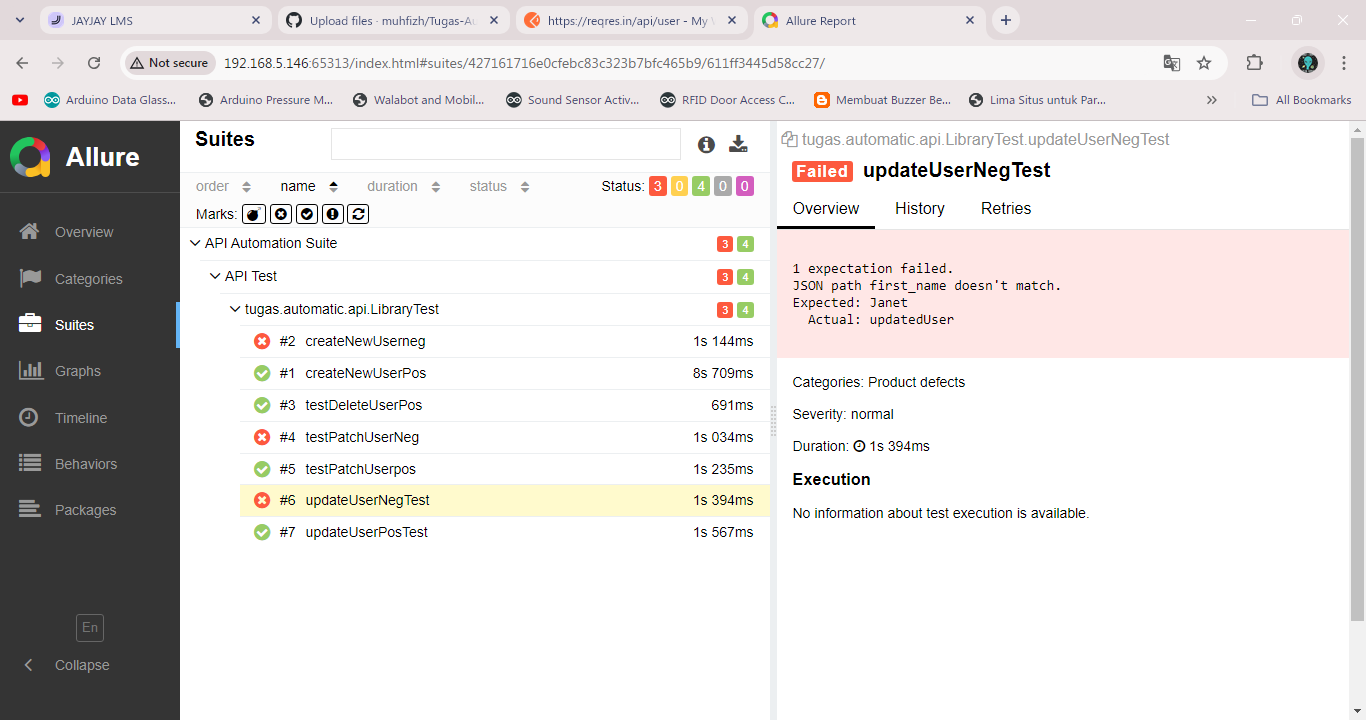 JAYJAY LMS
Upload files · muhfizh/Tugas-Au
https://reqres.in/api/user - My
Allure Report
Not secure
192.168.5.146:65313/index.html#suites/427161716e0cfebc83c323b7bfc465b9/611ff3445d58cc27/
Arduino Data Glass...
Arduino Pressure M...
Walabot and Mobil...
Sound Sensor Activ...
RFID Door Access C...
Membuat Buzzer Be...
Lima Situs untuk Par...
All Bookmarks
Allure
Overview
Categories
Suites
Graphs
Timeline
Behaviors
Packages
En
Collapse
Suites
order name duration status Status: 3 0 4 0 0
Marks:
API Automation Suite 3 4
API Test 3 4
tugas.automatic.api.LibraryTest 3 4
#2 createNewUserneg 1s 144ms
#1 createNewUserPos 8s 709ms
#3 testDeleteUserPos 691ms
#4 testPatchUserNeg 1s 034ms
#5 testPatchUserpos 1s 235ms
#6 updateUserNegTest 1s 394ms
#7 updateUserPosTest 1s 567ms
tugas.automatic.api.LibraryTest.updateUserNegTest
Failed updateUserNegTest
Overview History Retries
1 expectation failed.
JSON path first_name doesn't match.
Expected: Janet
Actual: updatedUser
Categories: Product defects
Severity: normal
Duration: 1s 394ms
Execution
No information about test execution is available.